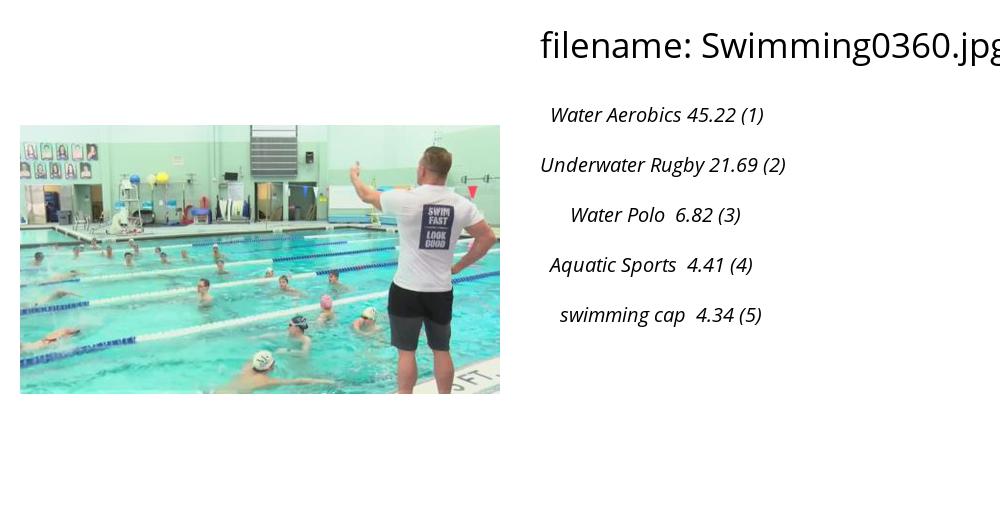 filename: Swimming0360.jpg
Water Aerobics 45.22 (1)
Underwater Rugby 21.69 (2)
Water Polo 6.82 (3)
Aquatic Sports 4.41 (4)
swimming cap 4.34 (5)
SWIM
FAST
LOOK
GOOD
FT.